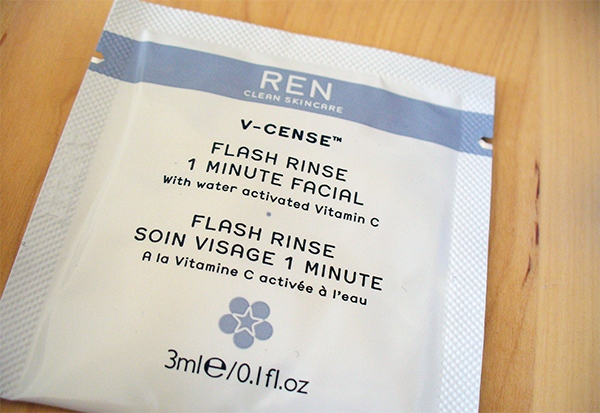 REN
CLEAN SKINCARE
V-CENSE™
FLASH RINSE
1 MINUTE FACIAL
With water activated Vitamin C
FLASH RINSE
SOIN VISAGE 1 MINUTE
A la Vitamine C activée à l'eau
3ml℮/0.1fl.oz